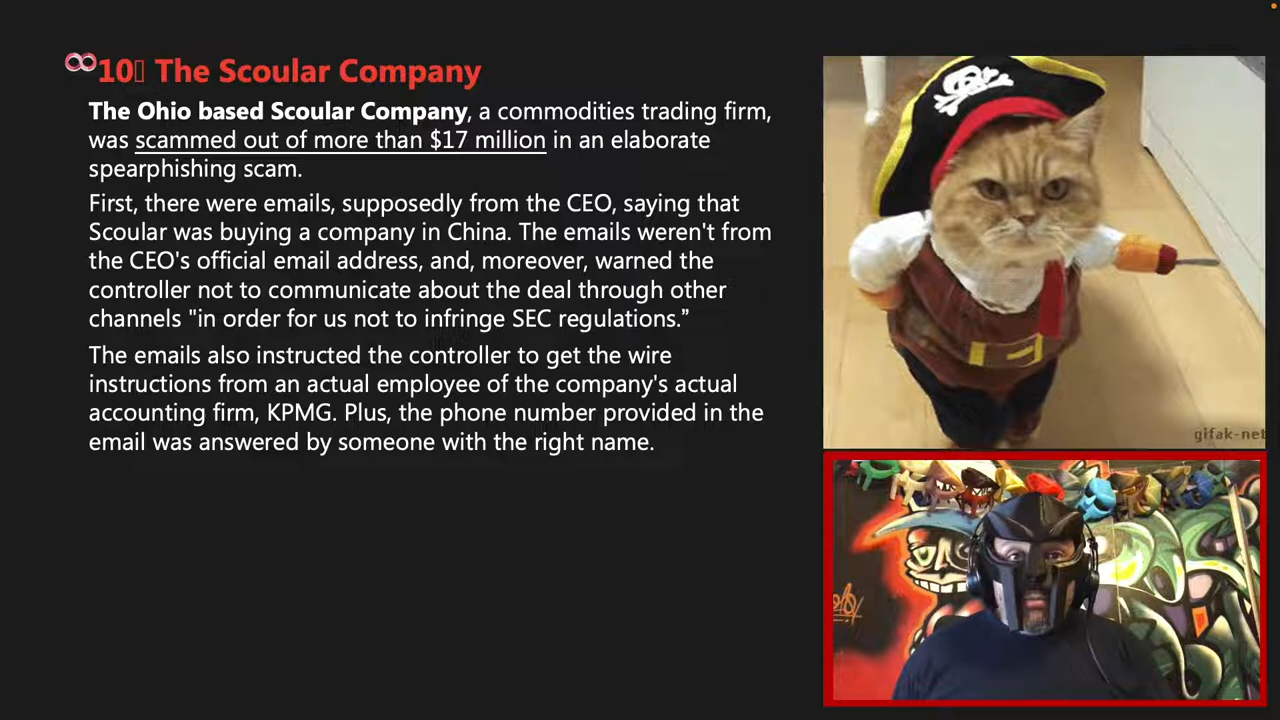 10 The Scoular Company
The Ohio based Scoular Company, a commodities trading firm,
was scammed out of more than $17 million in an elaborate
spearphishing scam.
First, there were emails, supposedly from the CEO, saying that
Scoular was buying a company in China. The emails weren't from
the CEO's official email address, and, moreover, warned the
controller not to communicate about the deal through other
channels "in order for us not to infringe SEC regulations.”
The emails also instructed the controller to get the wire
instructions from an actual employee of the company's actual
accounting firm, KPMG. Plus, the phone number provided in the
email was answered by someone with the right name.
gifak-net